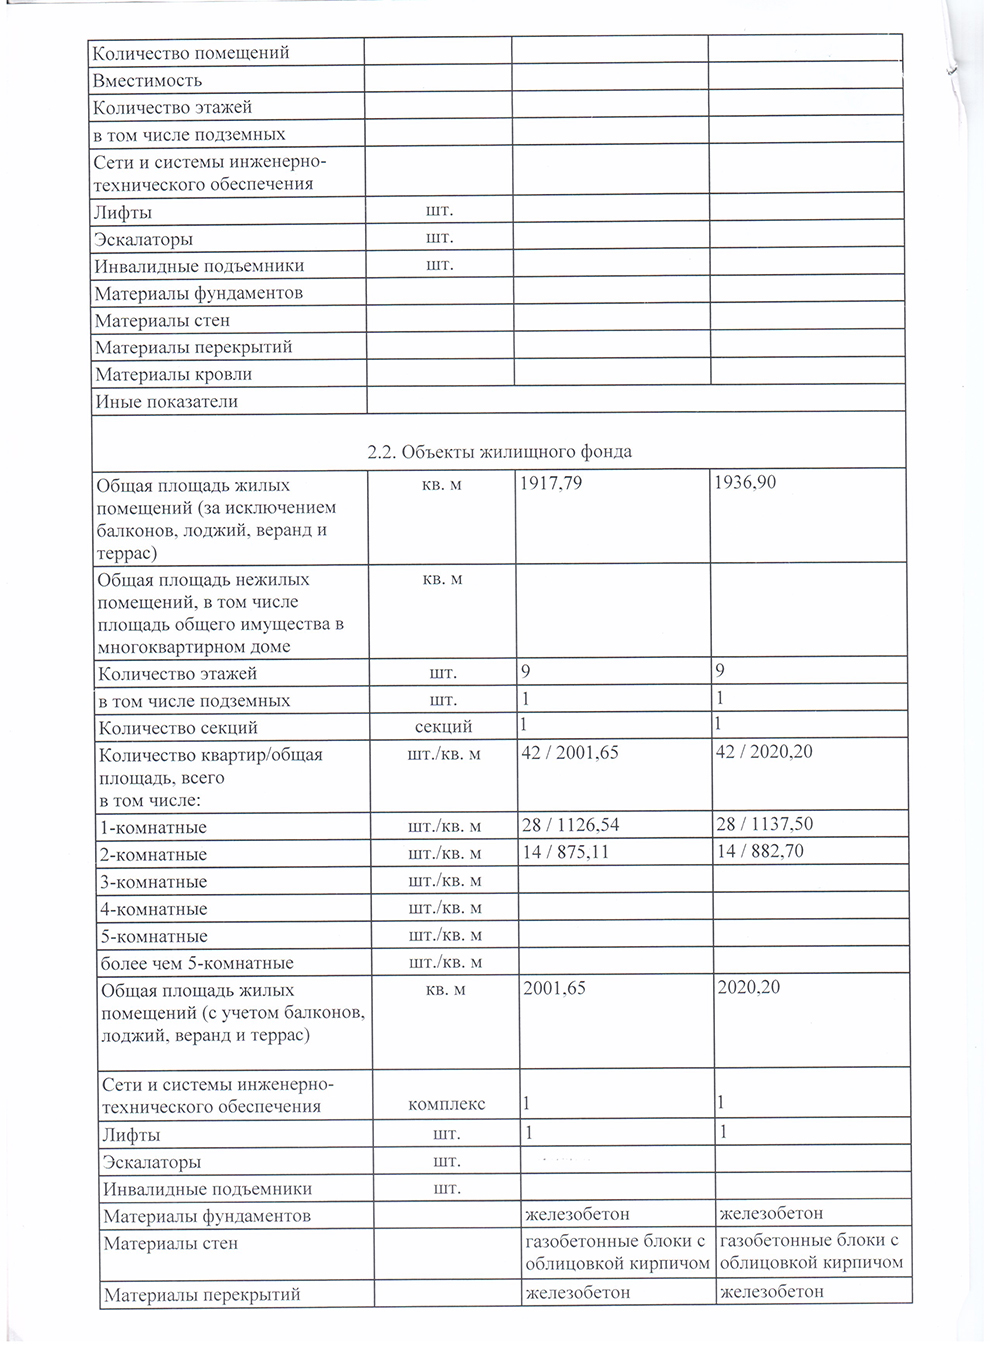 Количество помещений
Вместимость
Количество этажей
в том числе подземных
Сети и системы инженерно-
технического обеспечения
Лифты шт.
Эскалаторы шт.
Инвалидные подъемники шт.
Материалы фундаментов
Материалы стен
Материалы перекрытий
Материалы кровли
Иные показатели
2.2. Объекты жилищного фонда
Общая площадь жилых кв. м 1917,79 1936,90
помещений (за исключением
балконов, лоджий, веранд и
террас)
Общая площадь нежилых кв. м
помещений, в том числе
площадь общего имущества в
многоквартирном доме
Количество этажей шт. 9 9
в том числе подземных шт. 1 1
Количество секций секций 1 1
Количество квартир/общая шт./кв. м 42 / 2001,65 42 / 2020,20
площадь, всего
в том числе:
1-комнатные шт./кв. м 28 / 1126,54 28 / 1137,50
2-комнатные шт./кв. м 14 / 875,11 14 / 882,70
3-комнатные шт./кв. м
4-комнатные шт./кв. м
5-комнатные шт./кв. м
более чем 5-комнатные шт./кв. м
Общая площадь жилых кв. м 2001,65 2020,20
помещений (с учетом балконов,
лоджий, веранд и террас)
Сети и системы инженерно-
технического обеспечения комплекс 1 1
Лифты шт. 1 1
Эскалаторы шт.
Инвалидные подъемники шт.
Материалы фундаментов железобетон железобетон
Материалы стен газобетонные блоки с газобетонные блоки с
облицовкой кирпичом облицовкой кирпичом
Материалы перекрытий железобетон железобетон